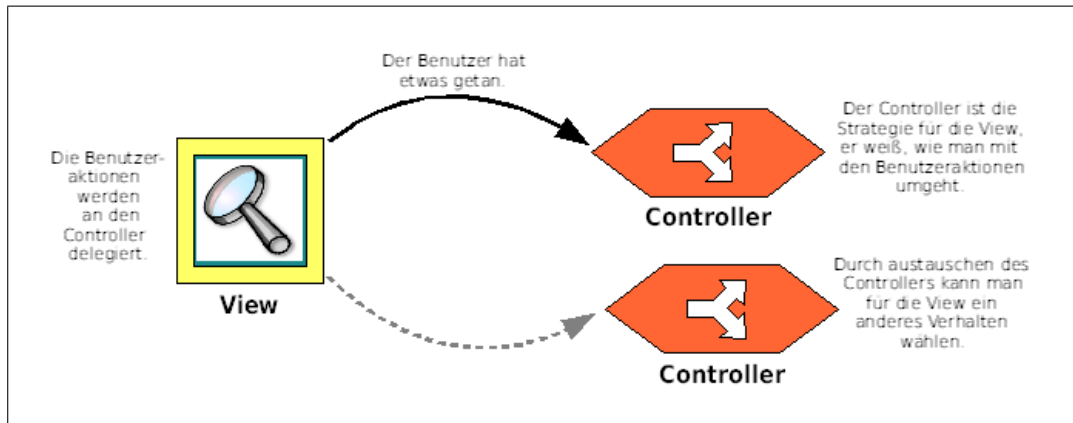 Der Benutzer hat
etwas getan.
Die Benutzer-
aktionen
werden
an den
Controller
delegiert.
View
Der Controller ist die
Strategie für die View,
er weiß, wie man mit
den Benutzeraktionen
umgeht.
Controller
Durch austauschen des
Controllers kann man
für die View ein
anderes Verhalten
wählen.
Controller